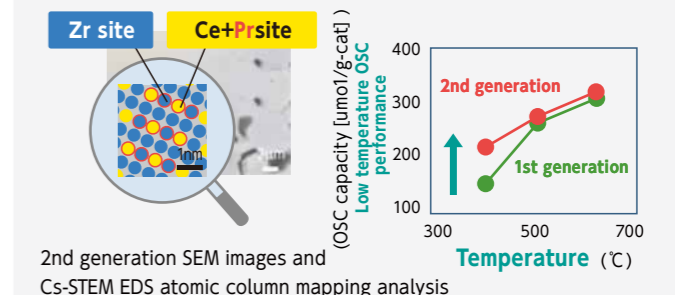 Zr site
Ce+Prsite
1nm
2nd generation SEM images and
Cs-STEM EDS atomic column mapping analysis
(OSC capacity [umol/g-cat] )
Low temperature OSC
performance
400
300
200
100
2nd generation
1st generation
300
500
700
Temperature (℃)